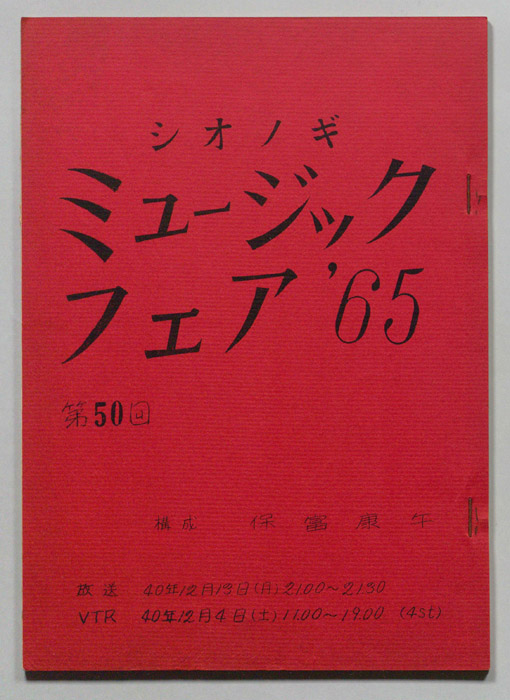 シオノギ
ミュージック
フェア'65
第50回
構成 保富康午
放送 40年12月13日(月)21.00〜21.30
VTR 40年12月4日(土)11.00〜19.00 (4st)